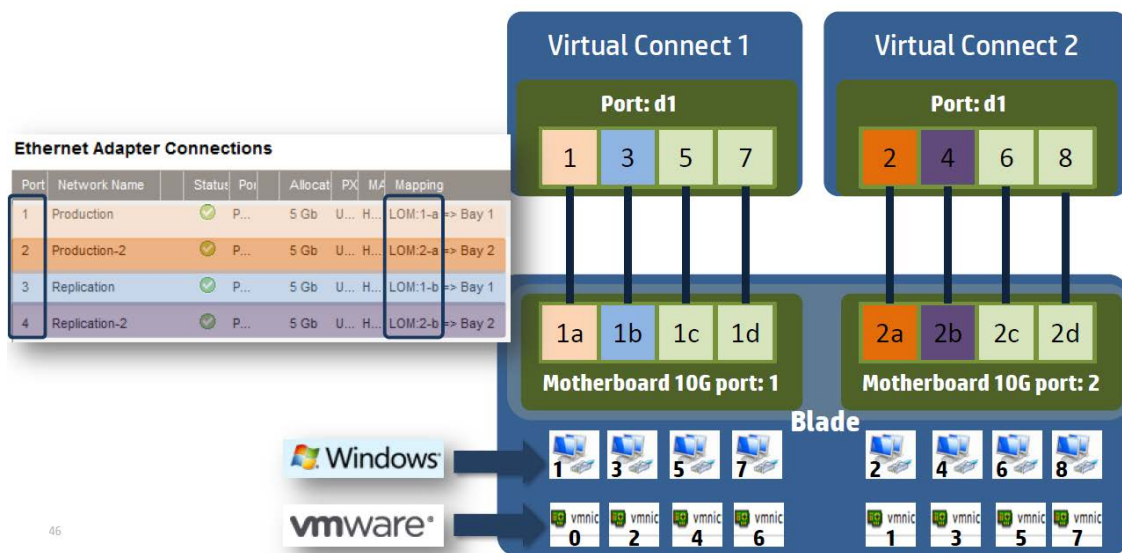 Virtual Connect 1
Virtual Connect 2
Port: d1
Port: d1
1 3 5 7
2 4 6 8
Ethernet Adapter Connections
Port Network Name Status Por Allocat PX MA Mapping
1 Production P... 5 Gb U... H... LOM:1-a => Bay 1
2 Production-2 P... 5 Gb U... H... LOM:2-a => Bay 2
3 Replication P... 5 Gb U... H... LOM:1-b => Bay 1
4 Replication-2 P... 5 Gb U... H... LOM:2-b => Bay 2
1a 1b 1c 1d
2a 2b 2c 2d
Motherboard 10G port: 1
Motherboard 10G port: 2
Blade
Windows
1 3 5 7
2 4 6 8
vmware®
vmnic vmnic vmnic vmnic
0 2 4 6
vmnic vmnic vmnic vmnic
1 3 5 7
46